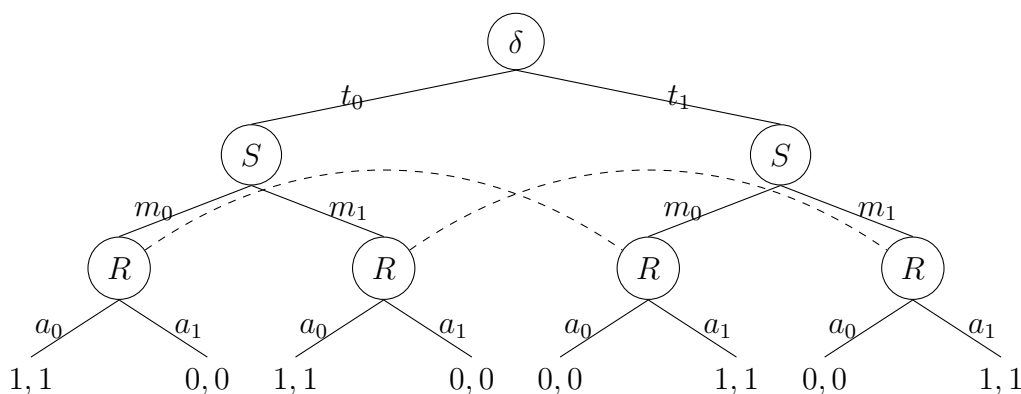 δ
t₀ t₁
S S
m₀ m₁ m₀ m₁
R R R R
a₀ a₁ a₀ a₁ a₀ a₁ a₀ a₁
1, 1 0, 0 1, 1 0, 0 0, 0 1, 1 0, 0 1, 1